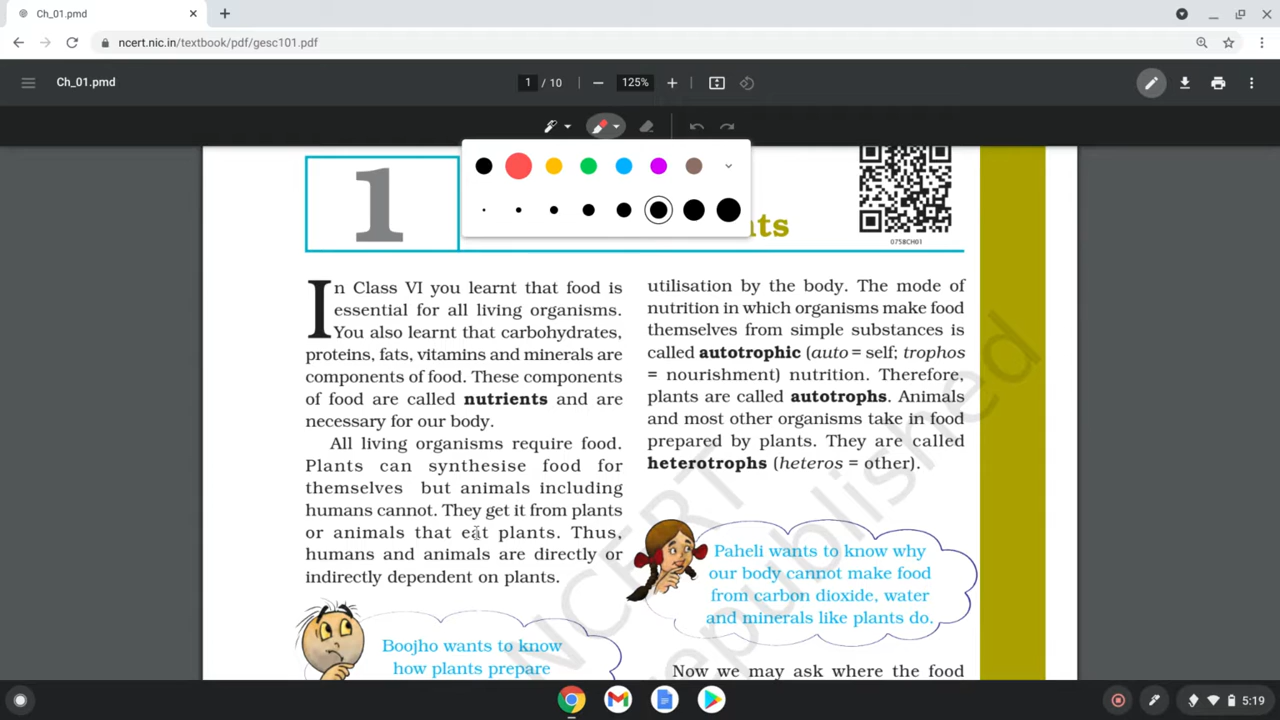 Ch_01.pmd
ncert.nic.in/textbook/pdf/gesc101.pdf
Ch_01.pmd
1 / 10
125%
1
nts
0758CH01
In Class VI you learnt that food is
essential for all living organisms.
You also learnt that carbohydrates,
proteins, fats, vitamins and minerals are
components of food. These components
of food are called nutrients and are
necessary for our body.
All living organisms require food.
Plants can synthesise food for
themselves but animals including
humans cannot. They get it from plants
or animals that eat plants. Thus,
humans and animals are directly or
indirectly dependent on plants.
Boojho wants to know
how plants prepare
utilisation by the body. The mode of
nutrition in which organisms make food
themselves from simple substances is
called autotrophic (auto = self; trophos
= nourishment) nutrition. Therefore,
plants are called autotrophs. Animals
and most other organisms take in food
prepared by plants. They are called
heterotrophs (heteros = other).
Paheli wants to know why
our body cannot make food
from carbon dioxide, water
and minerals like plants do.
Now we may ask where the food
NCERT
republished
5:19